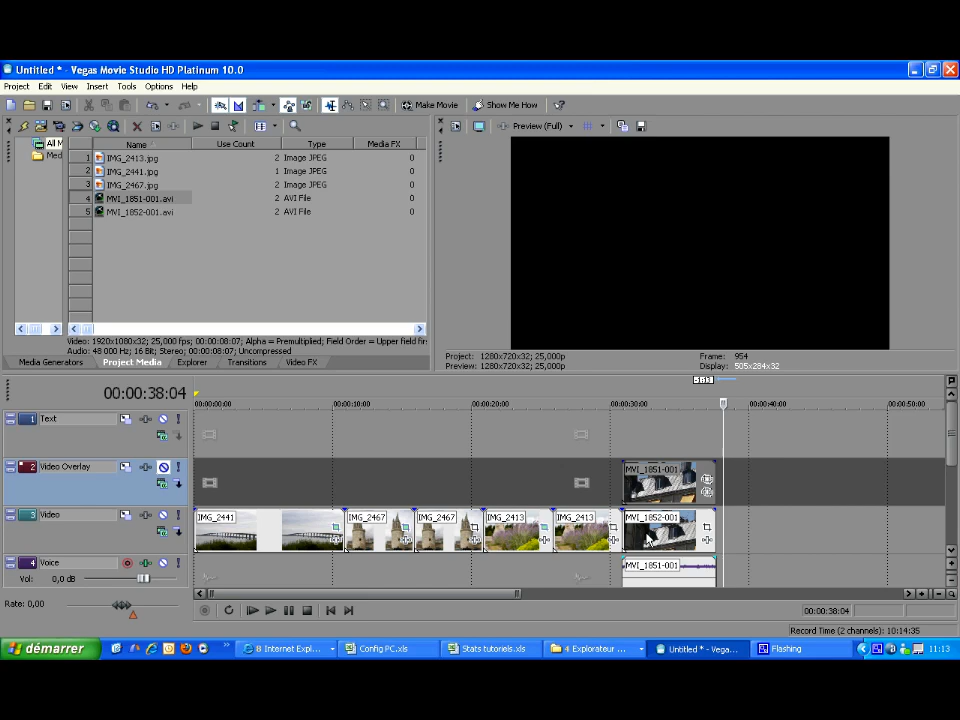 Untitled * - Vegas Movie Studio HD Platinum 10.0
Project Edit View Insert Tools Options Help
Make Movie Show Me How
Preview (Full)
All M
Med
Name Use Count Type Media FX
1 IMG_2413.jpg 2 Image JPEG 0
2 IMG_2441.jpg 1 Image JPEG 0
3 IMG_2467.jpg 2 Image JPEG 0
4 MVI_1851-001.avi 2 AVI File 0
5 MVI_1852-001.avi 2 AVI File 0
Video: 1920x1080x32; 25,000 fps; 00:00:08:07; Alpha = Premultiplied; Field Order = Upper field firs
Audio: 48 000 Hz; 16 Bit; Stereo; 00:00:08:07; Uncompressed
Media Generators Project Media Explorer Transitions Video FX
Project: 1280x720x32; 25,000p
Preview: 1280x720x32; 25,000p
Frame: 954
Display: 505x284x32
00:00:38:04
00:00:00:00 00:00:10:00 00:00:20:00 00:00:30:00 00:00:40:00 00:00:50:00
1 Text
2 Video Overlay
MVI_1851-001
3 Video
IMG_2441 IMG_2467 IMG_2467 IMG_2413 IMG_2413 MVI_1852-001
4 Voice
Vol: 0,0 dB
MVI_1851-001
Rate: 0,00
00:00:38:04
Record Time (2 channels): 10:14:35
démarrer
8 Internet Expl...
Config PC.xls
Stats tutoriels.xls
4 Explorateur ...
Untitled * - Vega...
Flashing
11:13